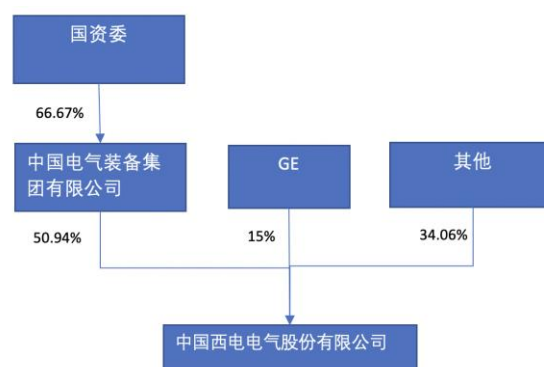 国资委
66.67%
中国电气装备集
团有限公司
GE
其他
50.94%
15%
34.06%
中国西电电气股份有限公司